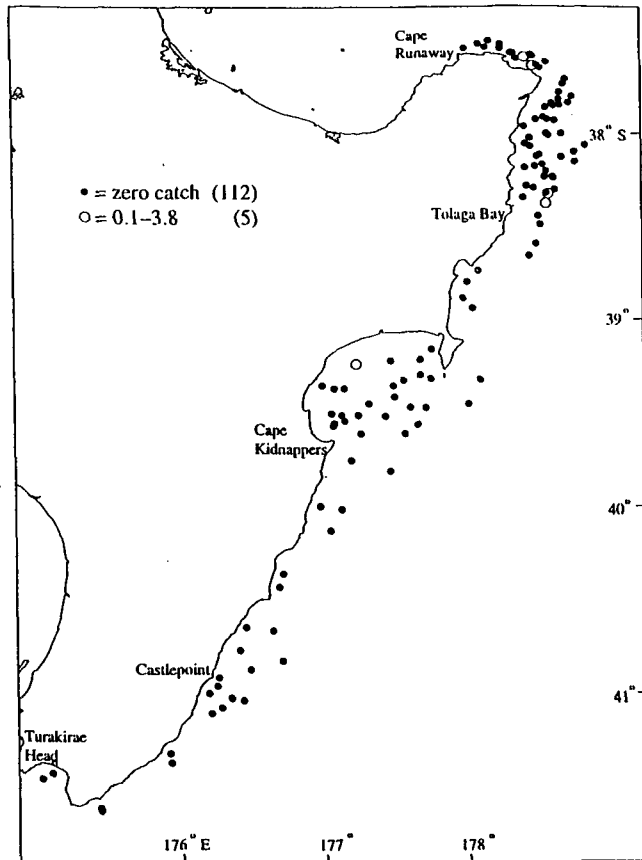 Cape
Runaway
38° S
● = zero catch (112)
○ = 0.1–3.8 (5)
Tolaga Bay
39°
Cape
Kidnappers
40°
Castlepoint
41°
Turakirae
Head
176° E
177°
178°